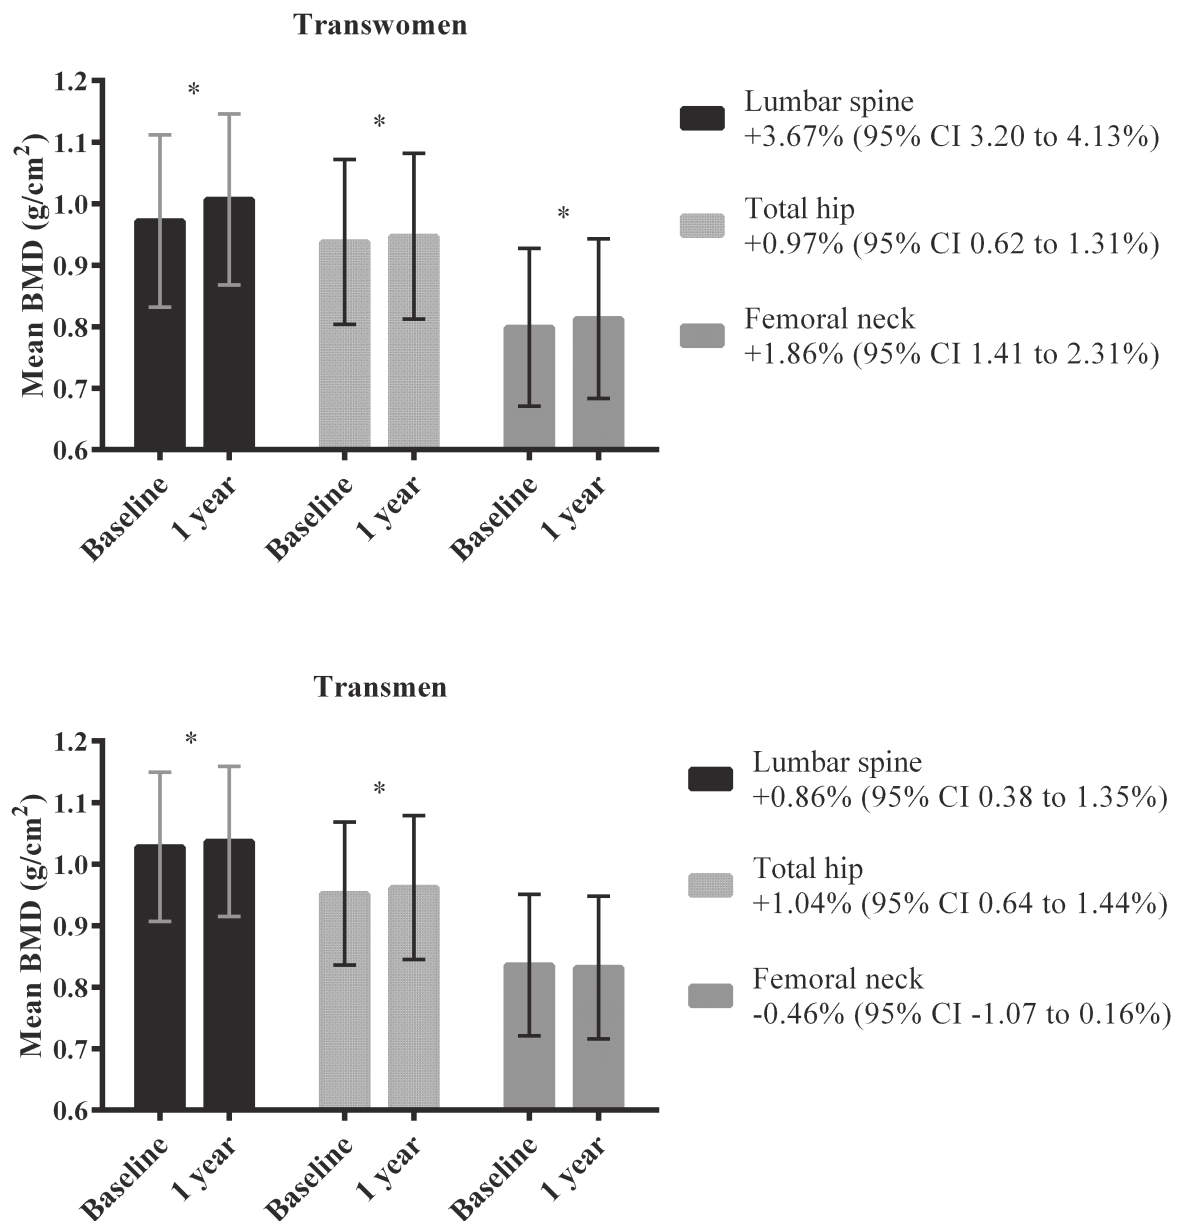 Transwomen
Mean BMD (g/cm²)
1.2
1.1
1.0
0.9
0.8
0.7
0.6
*
*
*
Baseline
1 year
Baseline
1 year
Baseline
1 year
Lumbar spine
+3.67% (95% CI 3.20 to 4.13%)
Total hip
+0.97% (95% CI 0.62 to 1.31%)
Femoral neck
+1.86% (95% CI 1.41 to 2.31%)
Transmen
Mean BMD (g/cm²)
1.2
1.1
1.0
0.9
0.8
0.7
0.6
*
*
Baseline
1 year
Baseline
1 year
Baseline
1 year
Lumbar spine
+0.86% (95% CI 0.38 to 1.35%)
Total hip
+1.04% (95% CI 0.64 to 1.44%)
Femoral neck
-0.46% (95% CI -1.07 to 0.16%)